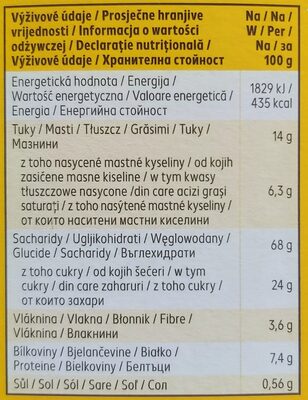 Výživové údaje / Prosječne hranjive
vrijednosti / Informacja o wartości
odżywczej / Declarație nutrițională /
Výživové údaje / Хранителна стойност
Na / Na /
W / Per /
Na / за
100 g
Energetická hodnota / Energija /
Wartość energetyczna / Valoare energetică /
Energia / Енергийна стойност
1829 kJ /
435 kcal
Tuky / Masti / Tłuszcz / Grăsimi / Tuky /
Мазнини
14 g
z toho nasycené mastné kyseliny / od kojih
zasićene masne kiseline / w tym kwasy
tłuszczowe nasycone /din care acizi grași
saturați / z toho nasýtené mastné kyseliny /
от които наситени мастни киселини
6,3 g
Sacharidy / Ugljikohidrati / Węglowodany /
Glucide / Sacharidy / Въглехидрати
68 g
z toho cukry / od kojih šećeri / w tym
cukry / din care zaharuri / z toho cukry /
от които захари
24 g
Vláknina / Vlakna / Błonnik / Fibre /
Vláknina / Влакнини
3,6 g
Bílkoviny / Bjelančevine / Białko /
Proteine / Bielkoviny / Белтъци
7,4 g
Sůl / Sol / Sól / Sare / Soľ / Сол
0,56 g